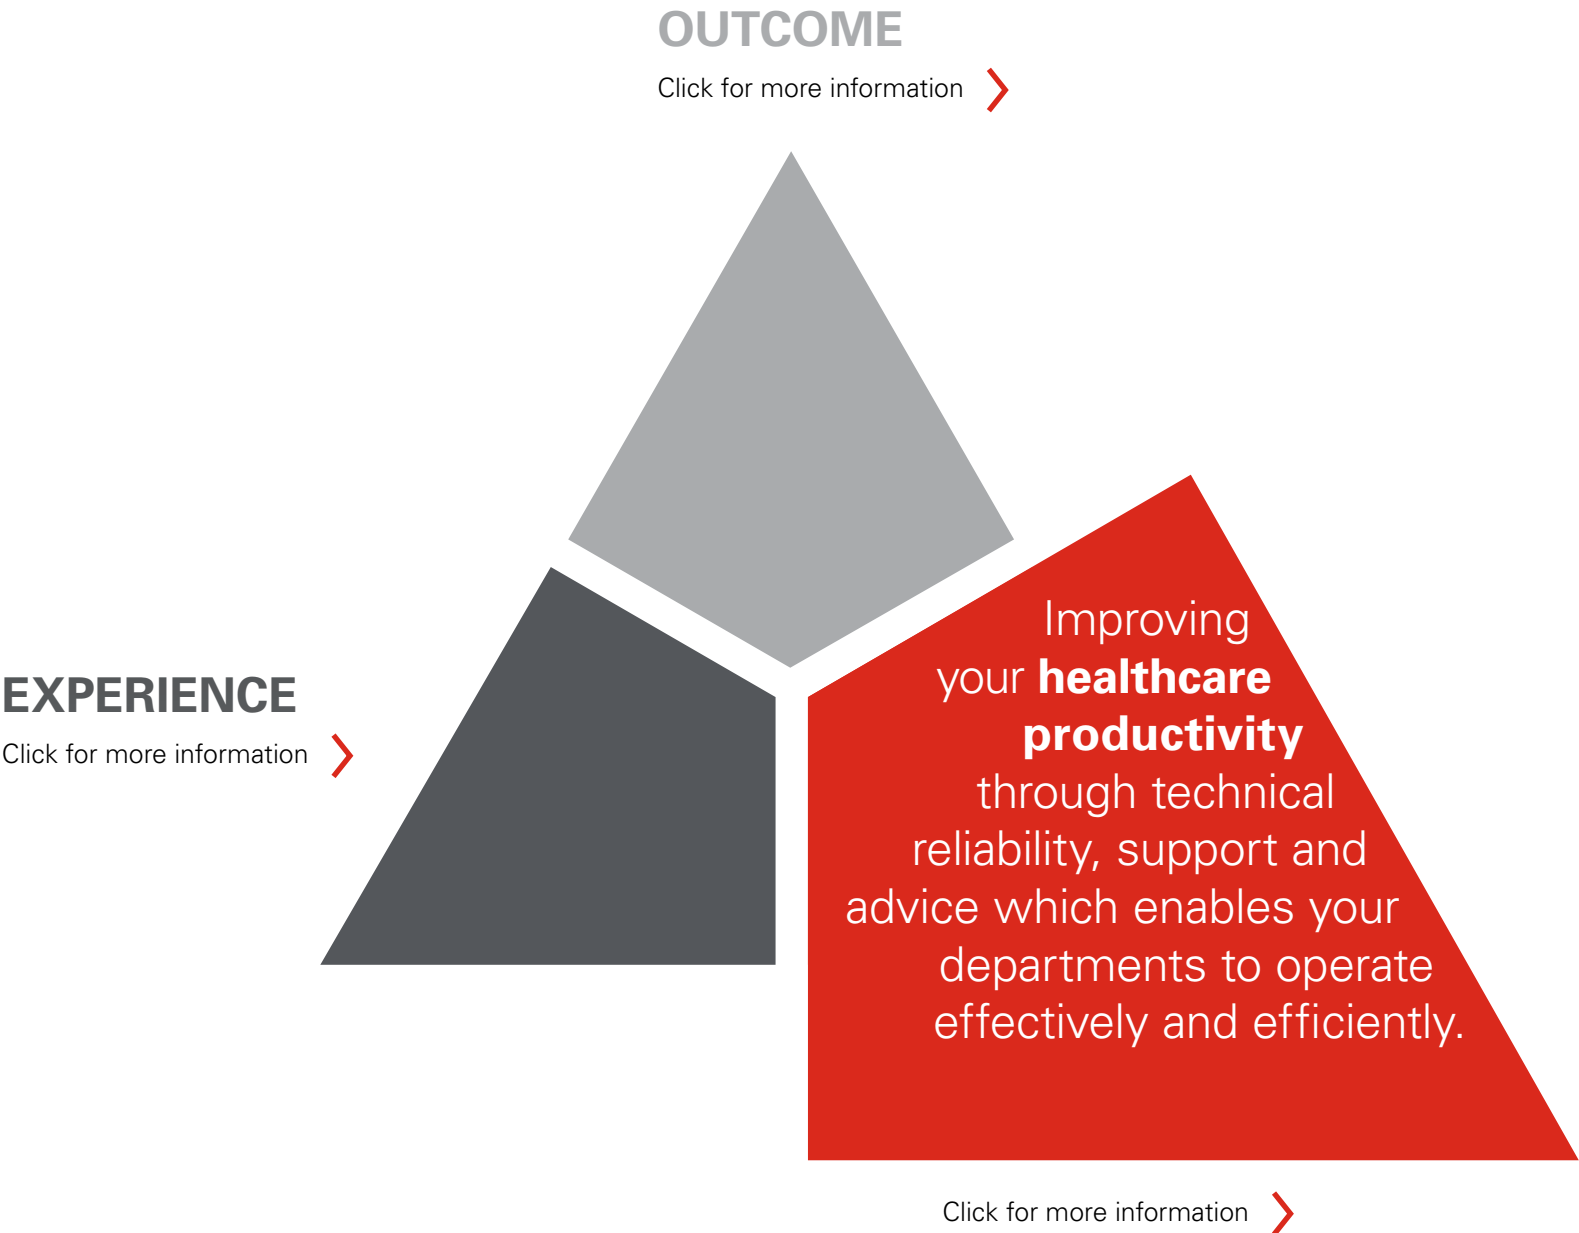 OUTCOME
Click for more information
EXPERIENCE
Click for more information
Improving
your healthcare
productivity
through technical
reliability, support and
advice which enables your
departments to operate
effectively and efficiently.
Click for more information